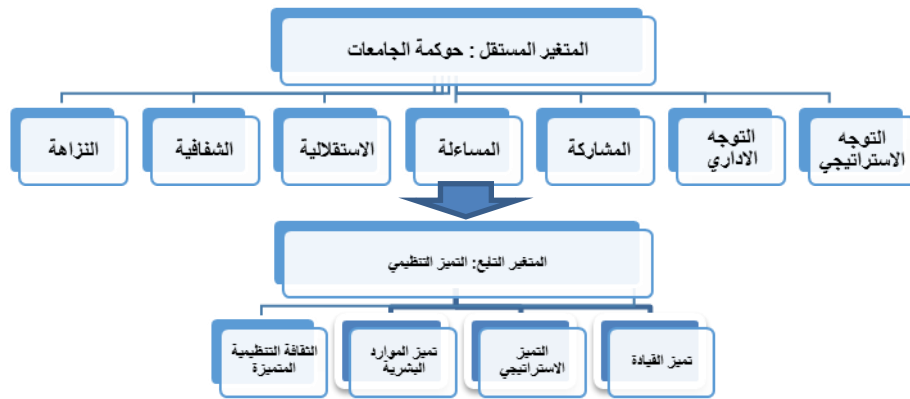 المتغير المستقل : حوكمة الجامعات
التوجه
الاستراتيجي
التوجه
الاداري
المشاركة
المساءلة
الاستقلالية
الشفافية
النزاهة
المتغير التابع: التميز التنظيمي
تميز القيادة
التميز
الاستراتيجي
تميز الموارد
البشرية
الثقافة التنظيمية
المتميزة